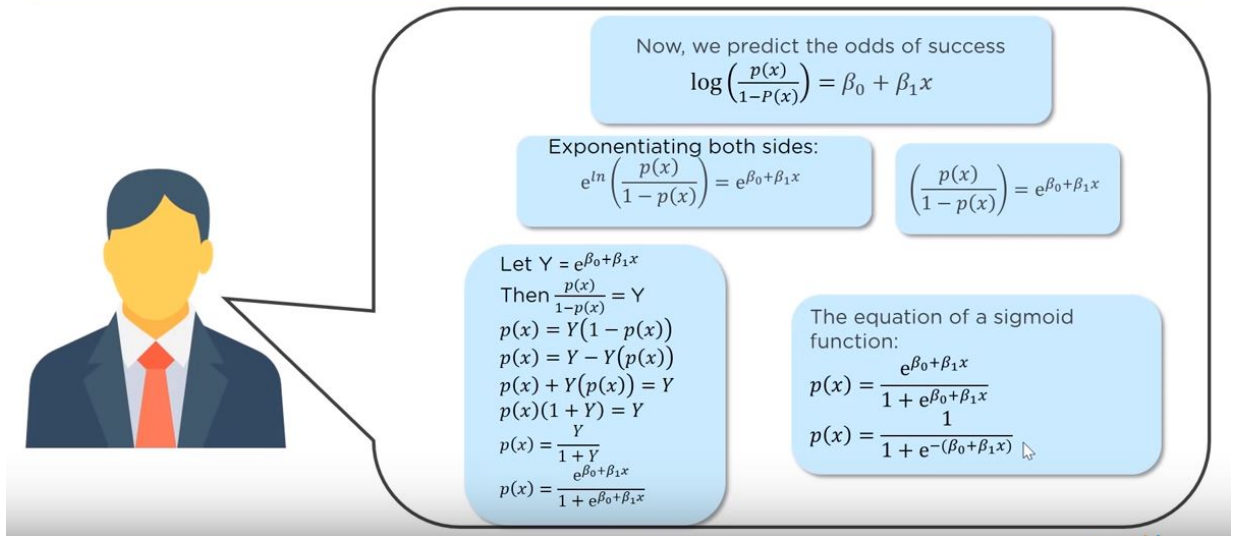 Now, we predict the odds of success
log(p(x)/1−P(x)) = β₀ + β₁x
Exponentiating both sides:
e^ln(p(x)/1 − p(x)) = e^β₀+β₁x
(p(x)/1 − p(x)) = e^β₀+β₁x
Let Y = e^β₀+β₁x
Then p(x)/1−p(x) = Y
p(x) = Y(1 − p(x))
p(x) = Y − Y(p(x))
p(x) + Y(p(x)) = Y
p(x)(1 + Y) = Y
p(x) = Y/1 + Y
p(x) = e^β₀+β₁x/1 + e^β₀+β₁x
The equation of a sigmoid
function:
p(x) = e^β₀+β₁x/1 + e^β₀+β₁x
p(x) = 1/1 + e^−(β₀+β₁x)